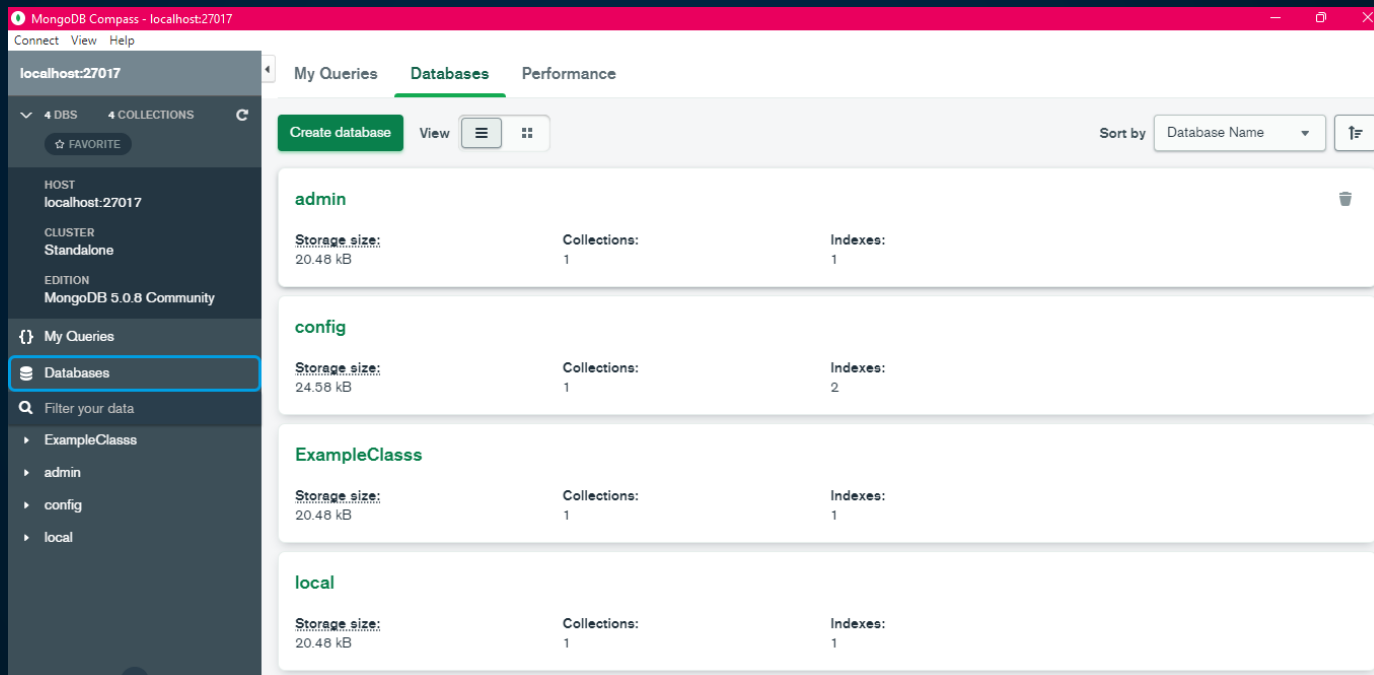 MongoDB Compass - localhost:27017
Connect View Help
localhost:27017
4 DBS 4 COLLECTIONS
FAVORITE
HOST
localhost:27017
CLUSTER
Standalone
EDITION
MongoDB 5.0.8 Community
{} My Queries
Databases
Filter your data
ExampleClasss
admin
config
local
My Queries Databases Performance
Create database View Sort by Database Name
admin
Storage size: Collections: Indexes:
20.48 kB 1 1
config
Storage size: Collections: Indexes:
24.58 kB 1 2
ExampleClasss
Storage size: Collections: Indexes:
20.48 kB 1 1
local
Storage size: Collections: Indexes:
20.48 kB 1 1